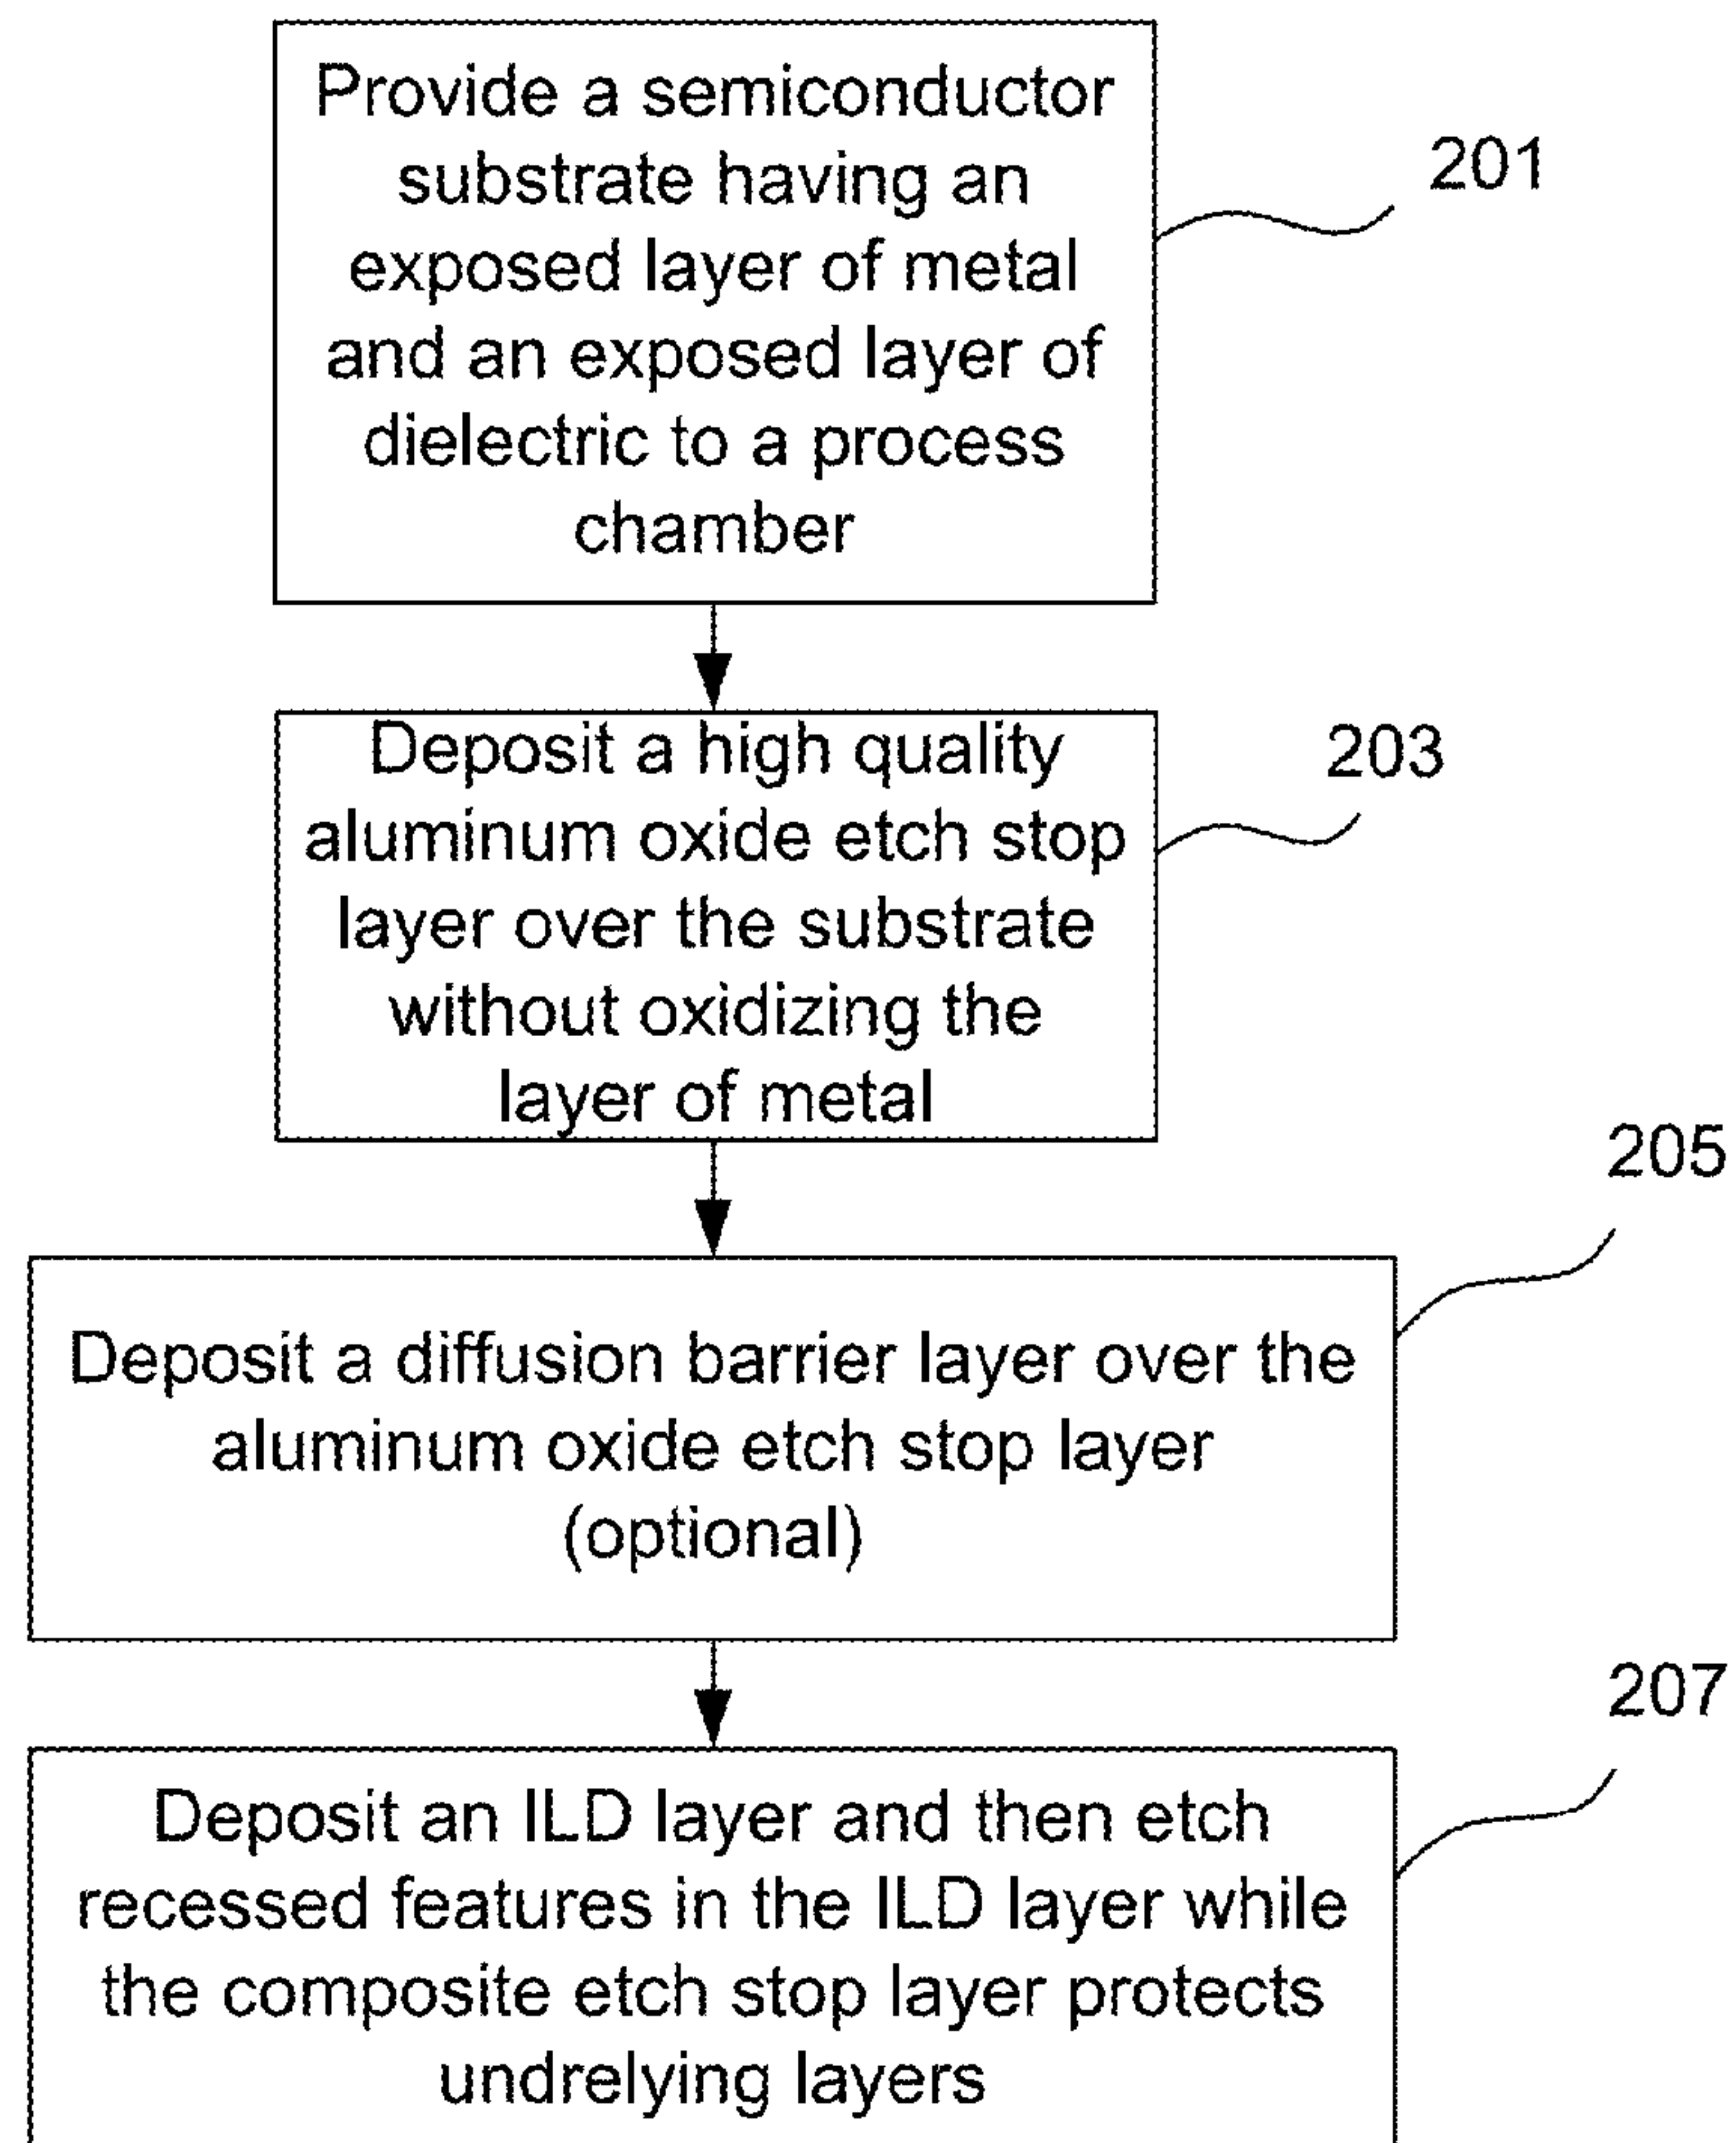 Provide a semiconductor
substrate having an
exposed layer of metal
and an exposed layer of
dielectric to a process
chamber
201
Deposit a high quality
aluminum oxide etch stop
layer over the substrate
without oxidizing the
layer of metal
203
Deposit a diffusion barrier layer over the
aluminum oxide etch stop layer
(optional)
205
Deposit an ILD layer and then etch
recessed features in the ILD layer while
the composite etch stop layer protects
undrelying layers
207